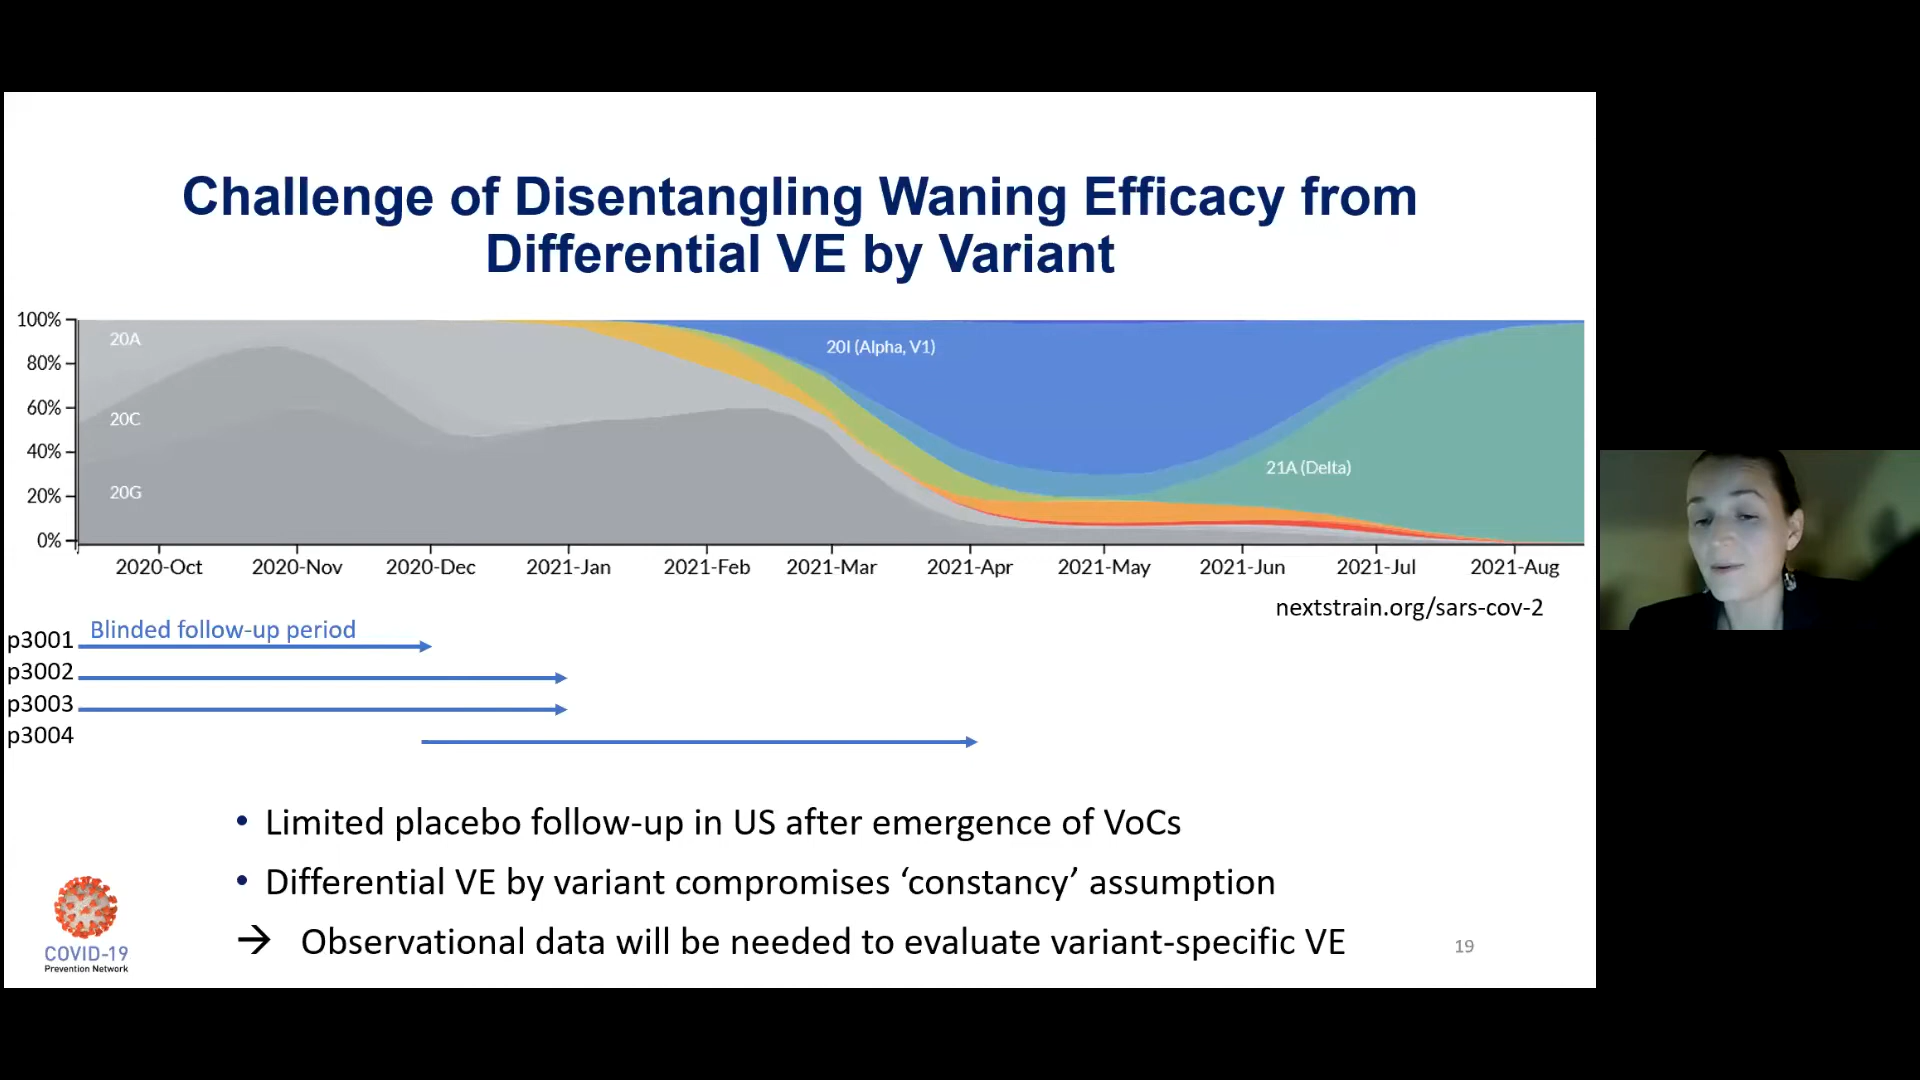 Challenge of Disentangling Waning Efficacy from
Differential VE by Variant
100%
80%
60%
40%
20%
0%
20A
20C
20G
20I (Alpha, V1)
21A (Delta)
2020-Oct 2020-Nov 2020-Dec 2021-Jan 2021-Feb 2021-Mar 2021-Apr 2021-May 2021-Jun 2021-Jul 2021-Aug
nextstrain.org/sars-cov-2
Blinded follow-up period
p3001
p3002
p3003
p3004
• Limited placebo follow-up in US after emergence of VoCs
• Differential VE by variant compromises ‘constancy’ assumption
→ Observational data will be needed to evaluate variant-specific VE
COVID-19
Prevention Network
19